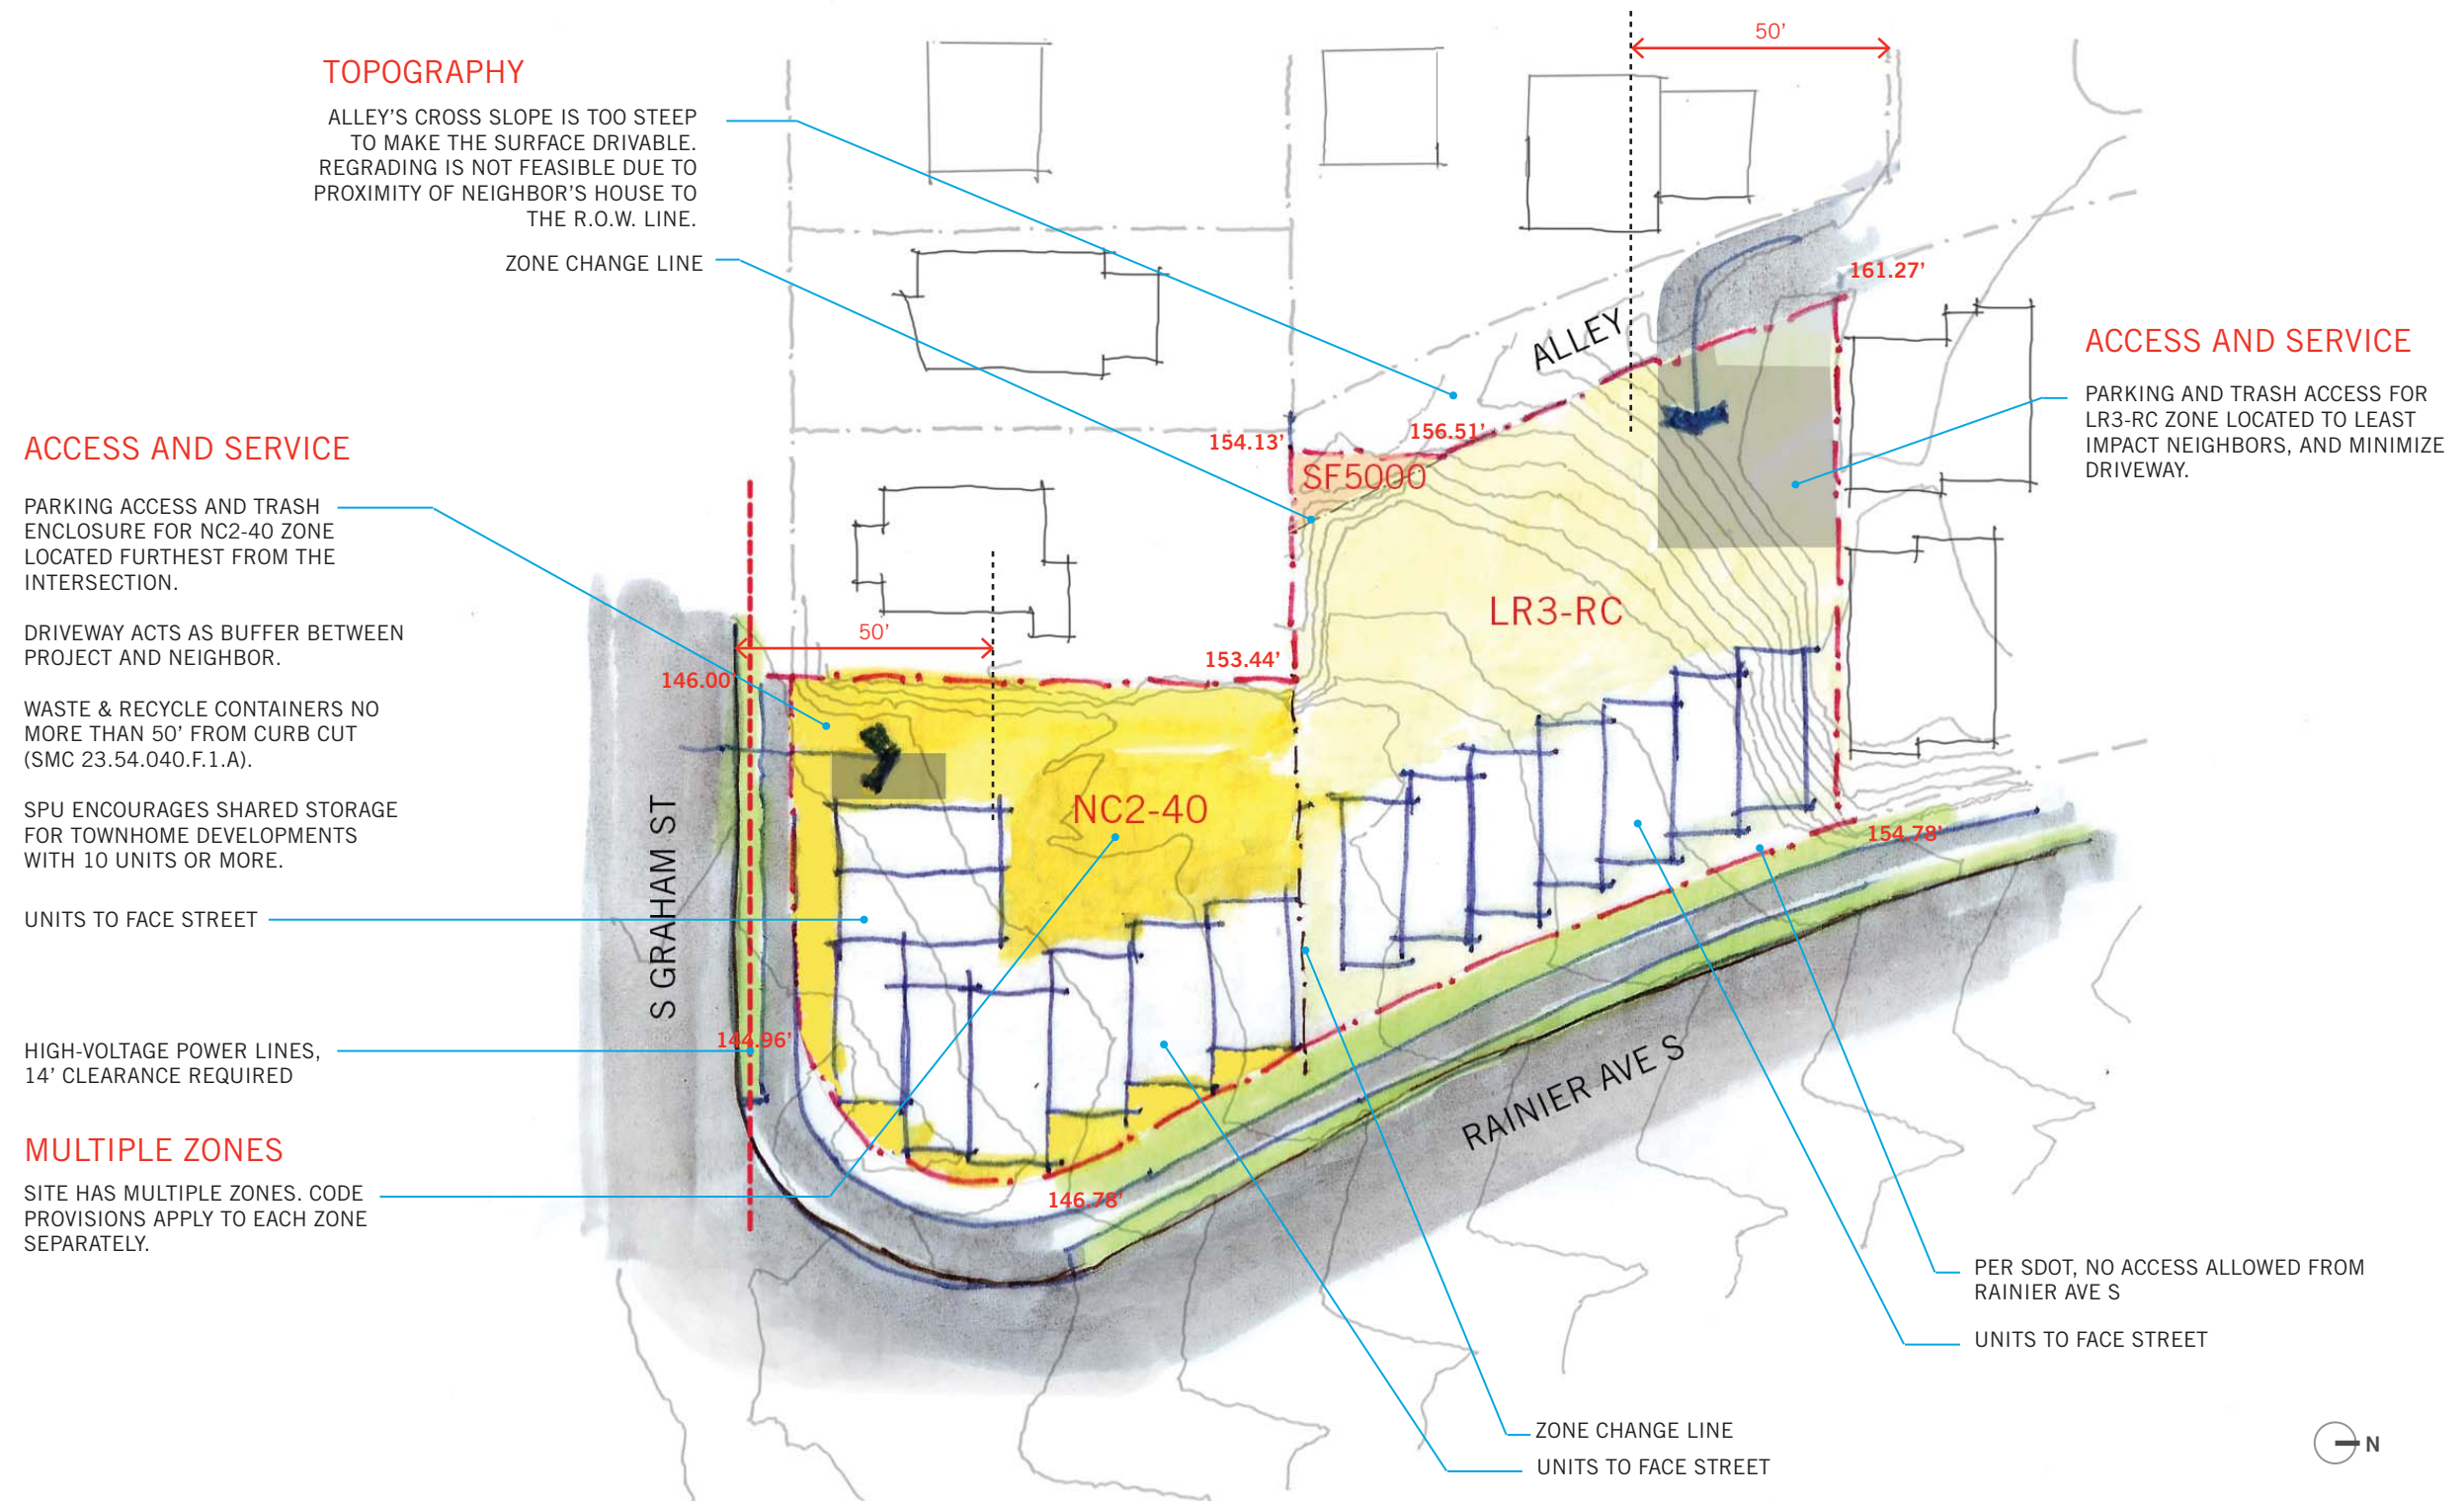 50’
TOPOGRAPHY
ALLEY’S CROSS SLOPE IS TOO STEEP
TO MAKE THE SURFACE DRIVABLE.
REGRADING IS NOT FEASIBLE DUE TO
PROXIMITY OF NEIGHBOR’S HOUSE TO
THE R.O.W. LINE.
ZONE CHANGE LINE
161.27’
ALLEY
ACCESS AND SERVICE
PARKING AND TRASH ACCESS FOR
LR3-RC ZONE LOCATED TO LEAST
IMPACT NEIGHBORS, AND MINIMIZE
DRIVEWAY.
154.13’
156.51’
SF5000
ACCESS AND SERVICE
PARKING ACCESS AND TRASH
ENCLOSURE FOR NC2-40 ZONE
LOCATED FURTHEST FROM THE
INTERSECTION.
DRIVEWAY ACTS AS BUFFER BETWEEN
PROJECT AND NEIGHBOR.
WASTE & RECYCLE CONTAINERS NO
MORE THAN 50’ FROM CURB CUT
(SMC 23.54.040.F.1.A).
SPU ENCOURAGES SHARED STORAGE
FOR TOWNHOME DEVELOPMENTS
WITH 10 UNITS OR MORE.
UNITS TO FACE STREET
HIGH-VOLTAGE POWER LINES,
14’ CLEARANCE REQUIRED
MULTIPLE ZONES
SITE HAS MULTIPLE ZONES. CODE
PROVISIONS APPLY TO EACH ZONE
SEPARATELY.
50’
153.44’
146.00’
LR3-RC
NC2-40
154.78’
S GRAHAM ST
144.96’
RAINIER AVE S
146.78’
PER SDOT, NO ACCESS ALLOWED FROM
RAINIER AVE S
UNITS TO FACE STREET
ZONE CHANGE LINE
UNITS TO FACE STREET
N